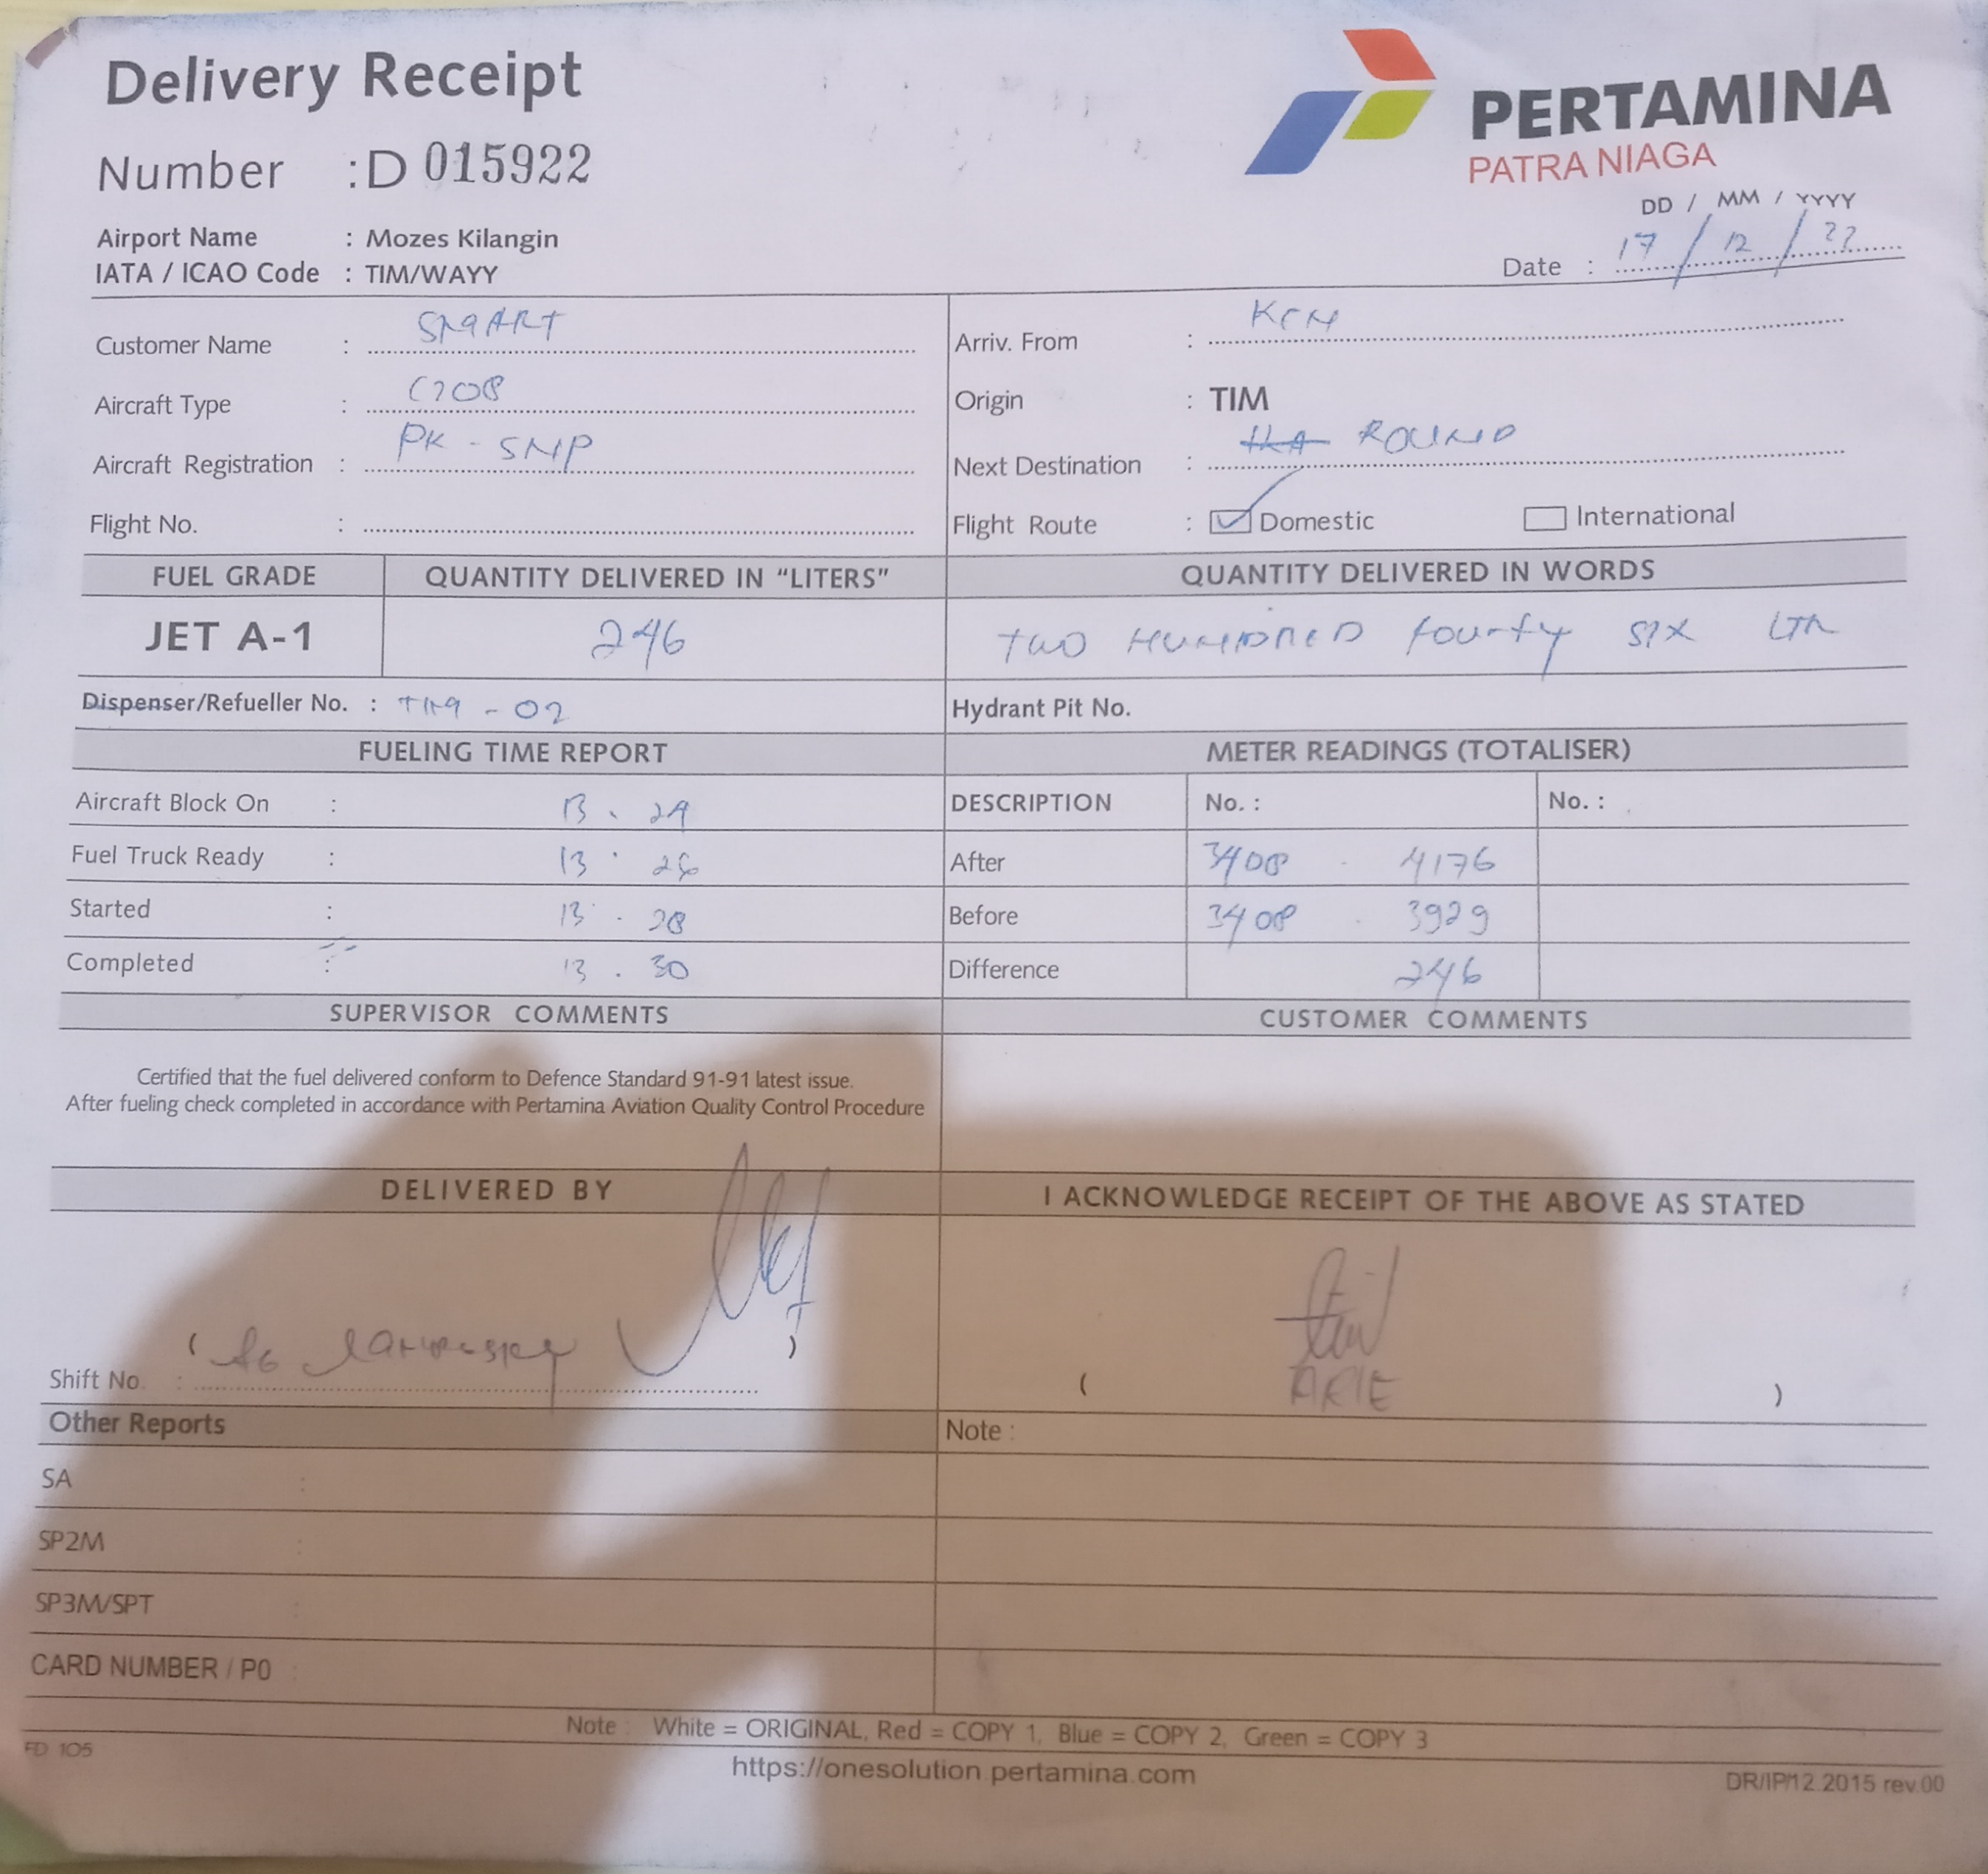 Delivery Receipt
PERTAMINA
PATRA NIAGA
Number : D 015922
DD / MM / YYYY
Airport Name : Mozes Kilangin
Date : 17 / 12 / 22
IATA / ICAO Code : TIM/WAYY
Customer Name : SMART
Arriv. From :
Aircraft Type : C208
Origin : TIM
Aircraft Registration : PK - SNP
Next Destination : ROUND
Flight No. :
Flight Route : Domestic International
FUEL GRADE QUANTITY DELIVERED IN “LITERS” QUANTITY DELIVERED IN WORDS
JET A-1 246 TWO HUNDRED fourty SIX LTR
Dispenser/Refueller No. : - 02 Hydrant Pit No.
FUELING TIME REPORT METER READINGS (TOTALISER)
Aircraft Block On : 13 . 24 DESCRIPTION No. : No. :
Fuel Truck Ready : 13 . 26 After 3408 . 4176
Started : 13 . 28 Before 3408 . 3929
Completed : 13 . 30 Difference 246
SUPERVISOR COMMENTS CUSTOMER COMMENTS
Certified that the fuel delivered conform to Defence Standard 91-91 latest issue.
After fueling check completed in accordance with Pertamina Aviation Quality Control Procedure
DELIVERED BY I ACKNOWLEDGE RECEIPT OF THE ABOVE AS STATED
Shift No. :
( ARIE )
Other Reports Note :
SA :
SP2M :
SP3M/SPT :
CARD NUMBER / P0 :
Note : White = ORIGINAL, Red = COPY 1, Blue = COPY 2, Green = COPY 3
FD 105
https://onesolution.pertamina.com
DR/IP/12.2015 rev.00